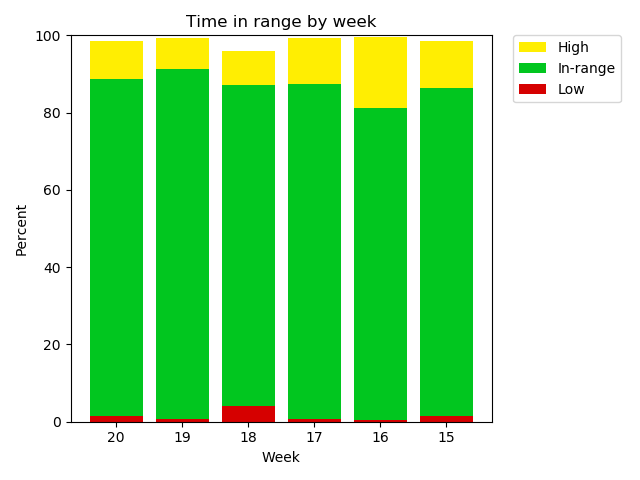 Time in range by week
High
In-range
Low
100
80
60
40
20
0
Percent
20 19 18 17 16 15
Week